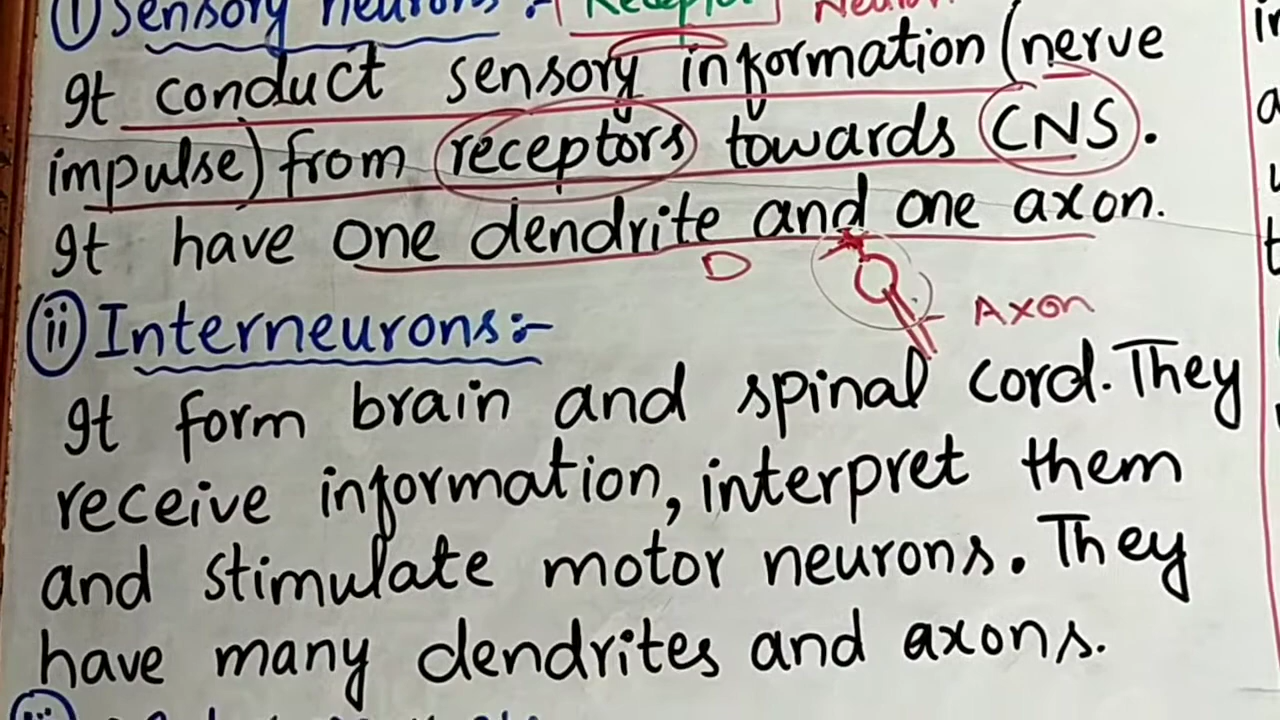 (i) Sensory neurons :- Receptor Neuron
It conduct sensory information (nerve
impulse) from receptors towards CNS.
It have one dendrite and one axon.
D
Axon
(ii) Interneurons:-
It form brain and spinal cord. They
receive information, interpret them
and stimulate motor neurons. They
have many dendrites and axons.